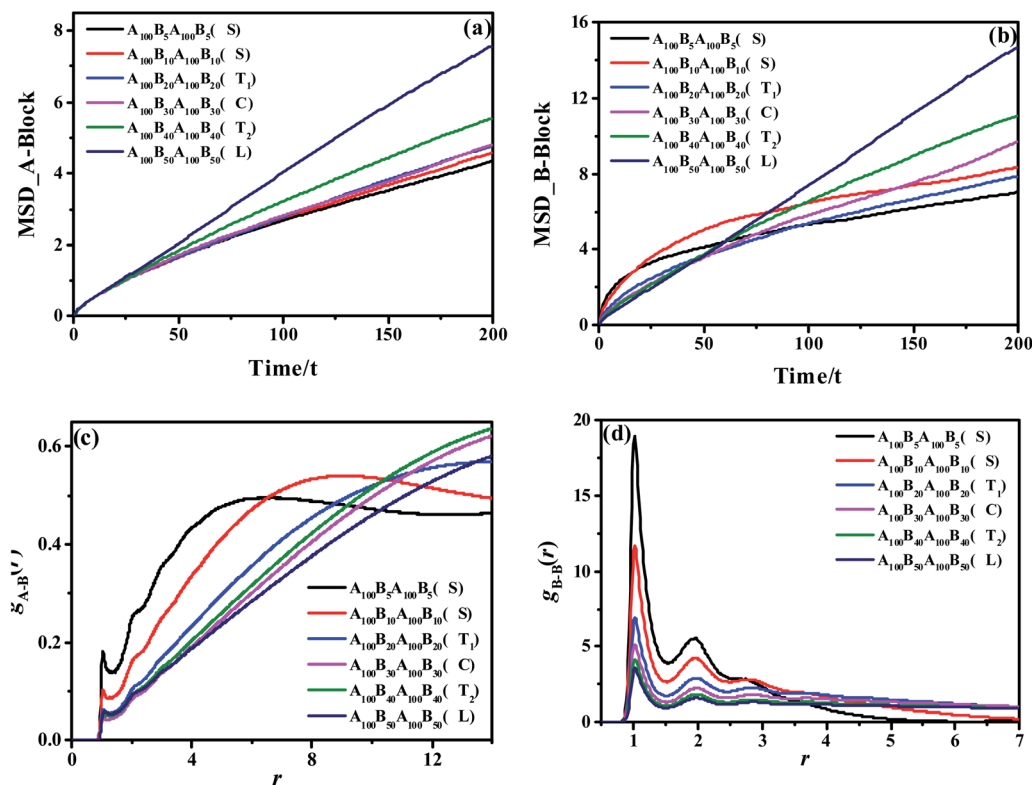 (a)
MSD_A-Block
8
6
4
2
0
A₁₀₀B₅A₁₀₀B₅( S)
A₁₀₀B₁₀A₁₀₀B₁₀( S)
A₁₀₀B₂₀A₁₀₀B₂₀( T₁)
A₁₀₀B₃₀A₁₀₀B₃₀( C)
A₁₀₀B₄₀A₁₀₀B₄₀( T₂)
A₁₀₀B₅₀A₁₀₀B₅₀( L)
0 50 100 150 200
Time/t
(b)
MSD_B-Block
16
12
8
4
0
A₁₀₀B₅A₁₀₀B₅( S)
A₁₀₀B₁₀A₁₀₀B₁₀( S)
A₁₀₀B₂₀A₁₀₀B₂₀( T₁)
A₁₀₀B₃₀A₁₀₀B₃₀( C)
A₁₀₀B₄₀A₁₀₀B₄₀( T₂)
A₁₀₀B₅₀A₁₀₀B₅₀( L)
0 50 100 150 200
Time/t
(c)
0.6
0.4
0.2
0.0
A₁₀₀B₅A₁₀₀B₅( S)
A₁₀₀B₁₀A₁₀₀B₁₀( S)
A₁₀₀B₂₀A₁₀₀B₂₀( T₁)
A₁₀₀B₃₀A₁₀₀B₃₀( C)
A₁₀₀B₄₀A₁₀₀B₄₀( T₂)
A₁₀₀B₅₀A₁₀₀B₅₀( L)
0 4 8 12
r
(d)
g_B-B(r)
20
15
10
5
0
A₁₀₀B₅A₁₀₀B₅( S)
A₁₀₀B₁₀A₁₀₀B₁₀( S)
A₁₀₀B₂₀A₁₀₀B₂₀( T₁)
A₁₀₀B₃₀A₁₀₀B₃₀( C)
A₁₀₀B₄₀A₁₀₀B₄₀( T₂)
A₁₀₀B₅₀A₁₀₀B₅₀( L)
1 2 3 4 5 6 7
r